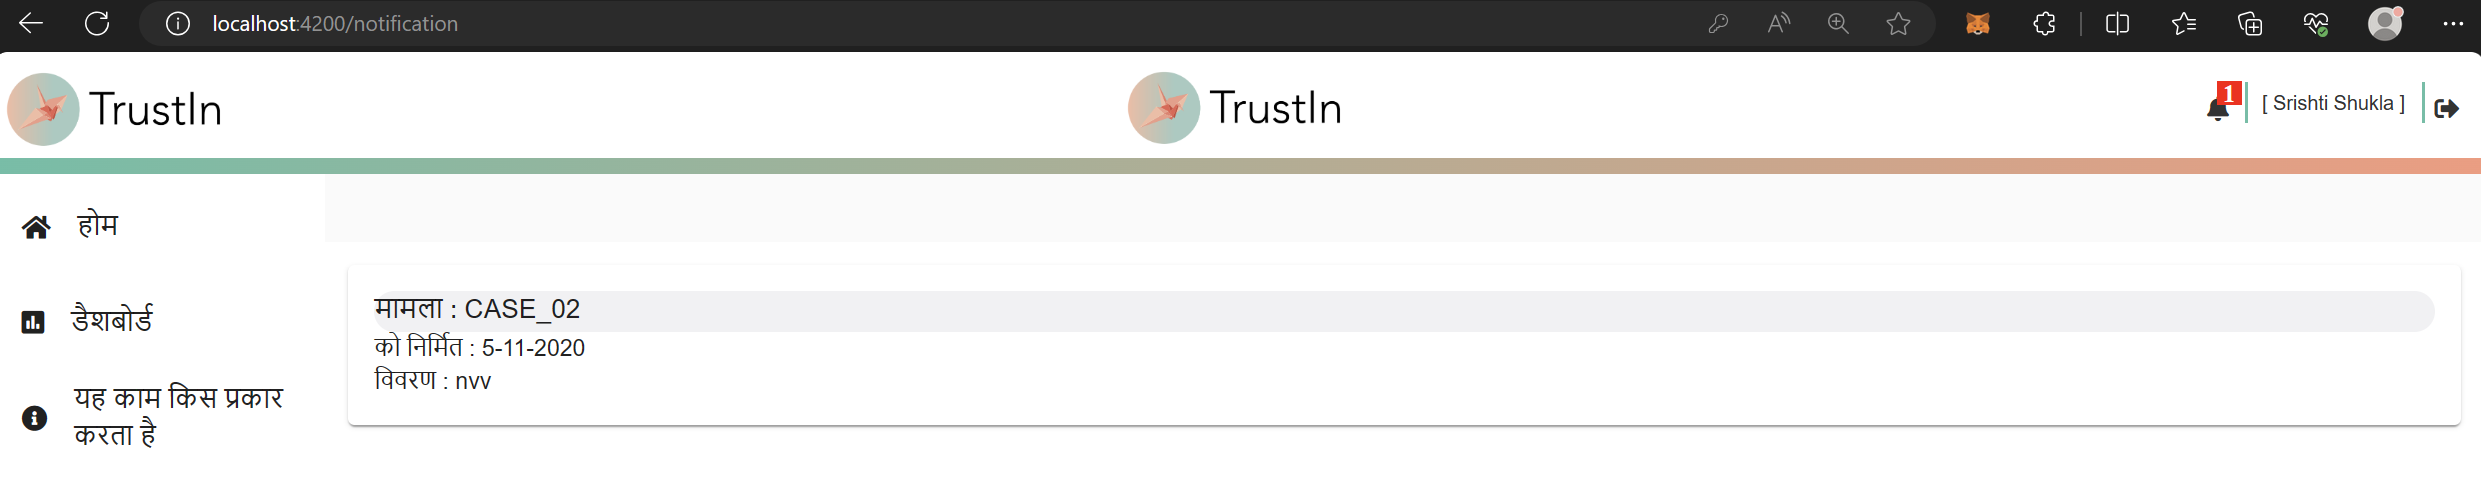 localhost:4200/notification
TrustIn
TrustIn
1
[ Srishti Shukla ]
होम
डैशबोर्ड
यह काम किस प्रकार
करता है
मामला : CASE_02
को निर्मित : 5-11-2020
विवरण : nvv